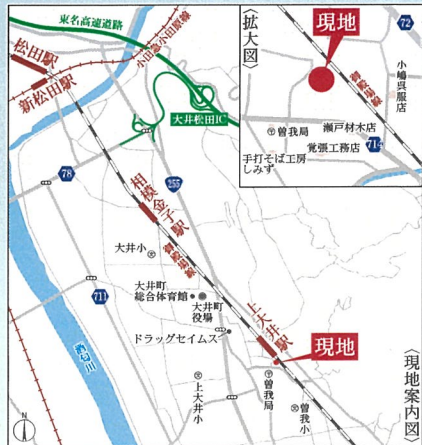 東名高速道路
小田急小田原線
松田駅
新松田駅
大井松田IC
78
255
相模金子駅
御殿場線
大井小
大井町
総合体育館
大井町
役場
711
ドラッグセイムス
上大井駅
現地
酒匂川
上大井小
曽我局
曽我小
〈現地案内図〉
N
〈拡大図〉
現地
72
御殿場線
小嶋呉服店
曽我局
瀬戸材木店
覚張工務店
714
手打そば工房
しみず